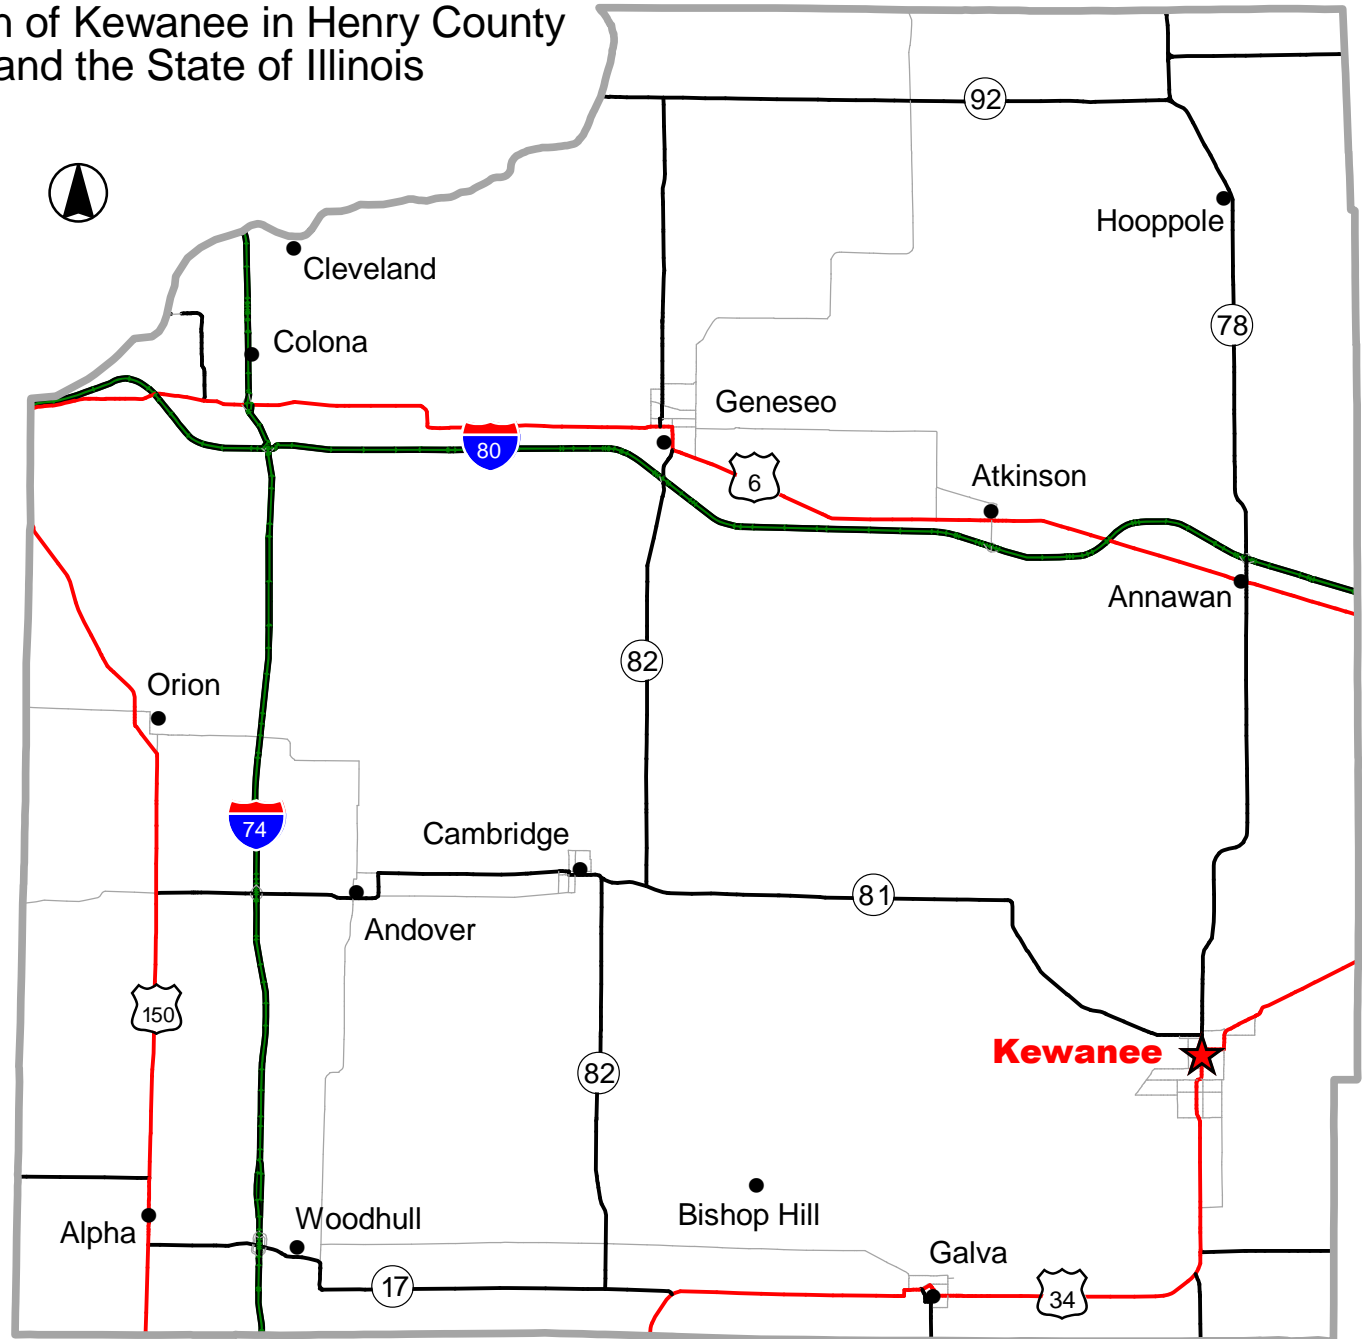 n of Kewanee in Henry County
and the State of Illinois
92
Hooppole
Cleveland
78
Colona
Geneseo
80
6
Atkinson
Annawan
82
Orion
74
Cambridge
81
Andover
150
Kewanee
82
Bishop Hill
Woodhull
Alpha
Galva
17
34